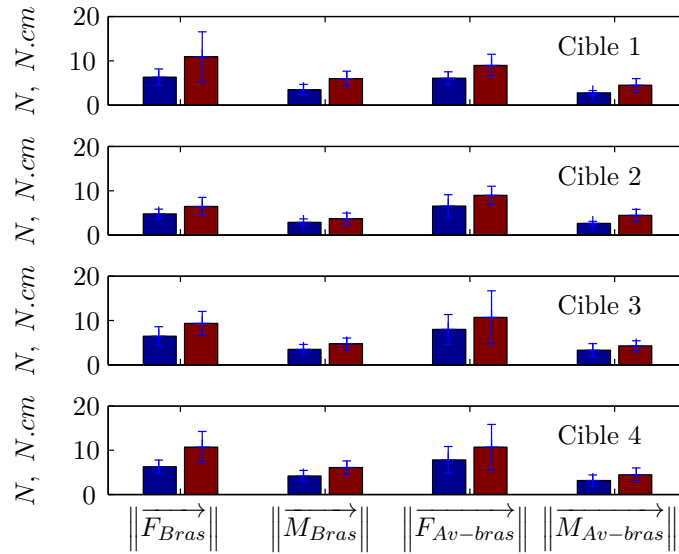 20
10
0
N, N.cm
Cible 1
20
10
0
N, N.cm
Cible 2
20
10
0
N, N.cm
Cible 3
20
10
0
N, N.cm
Cible 4
‖F_Bras‖ ‖M_Bras‖ ‖F_Av−bras‖ ‖M_Av−bras‖